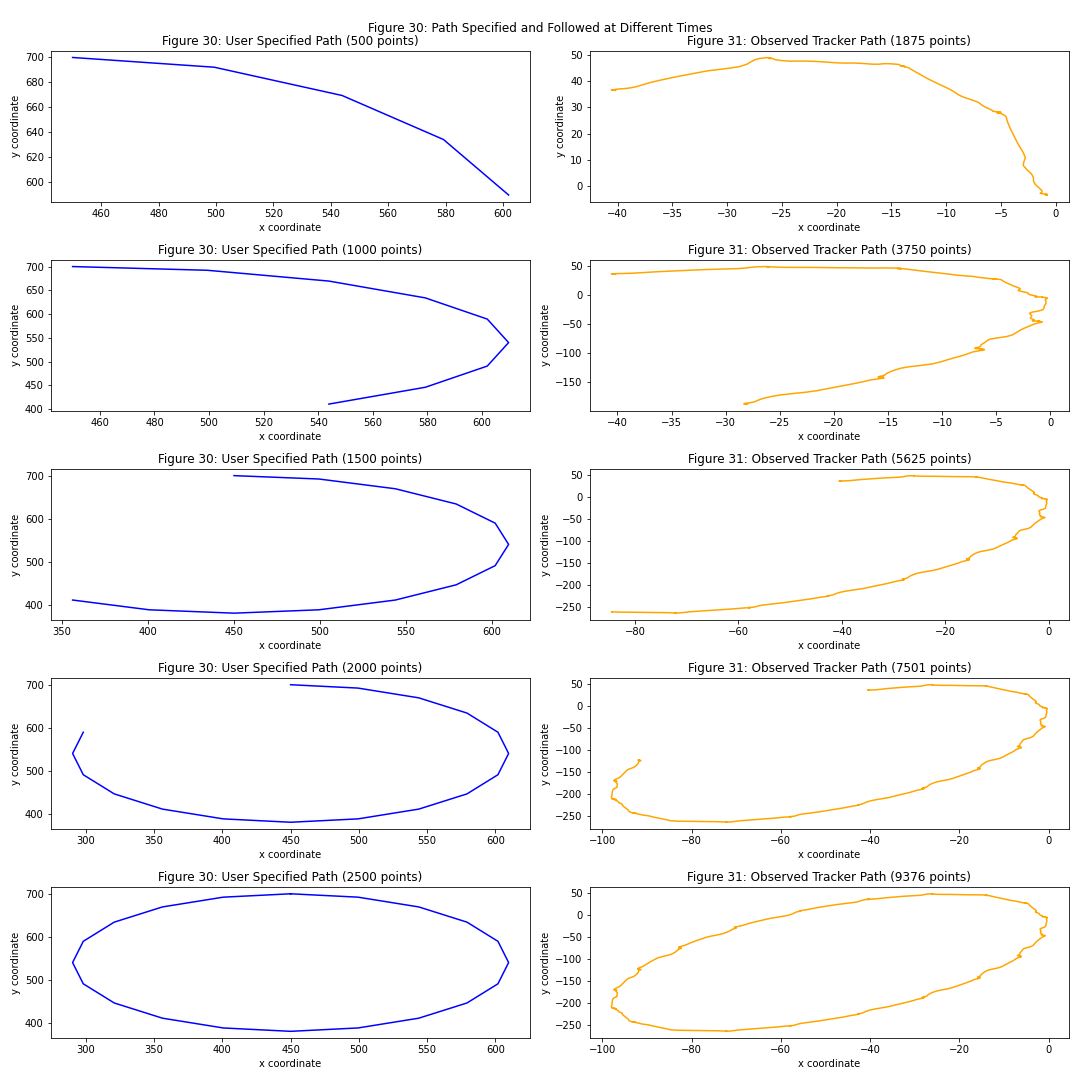 Figure 30: Path Specified and Followed at Different Times
Figure 30: User Specified Path (500 points)
700
680
660
640
620
600
y coordinate
460 480 500 520 540 560 580 600
x coordinate
Figure 31: Observed Tracker Path (1875 points)
50
40
30
20
10
0
y coordinate
−40 −35 −30 −25 −20 −15 −10 −5 0
x coordinate
Figure 30: User Specified Path (1000 points)
700
650
600
550
500
450
400
y coordinate
460 480 500 520 540 560 580 600
x coordinate
Figure 31: Observed Tracker Path (3750 points)
50
0
−50
−100
−150
y coordinate
−40 −35 −30 −25 −20 −15 −10 −5 0
x coordinate
Figure 30: User Specified Path (1500 points)
700
600
500
400
y coordinate
350 400 450 500 550 600
x coordinate
Figure 31: Observed Tracker Path (5625 points)
50
0
−50
−100
−150
−200
−250
y coordinate
−80 −60 −40 −20 0
x coordinate
Figure 30: User Specified Path (2000 points)
700
600
500
400
y coordinate
300 350 400 450 500 550 600
x coordinate
Figure 31: Observed Tracker Path (7501 points)
50
0
−50
−100
−150
−200
−250
y coordinate
−100 −80 −60 −40 −20 0
x coordinate
Figure 30: User Specified Path (2500 points)
700
600
500
400
y coordinate
300 350 400 450 500 550 600
x coordinate
Figure 31: Observed Tracker Path (9376 points)
50
0
−50
−100
−150
−200
−250
y coordinate
−100 −80 −60 −40 −20 0
x coordinate